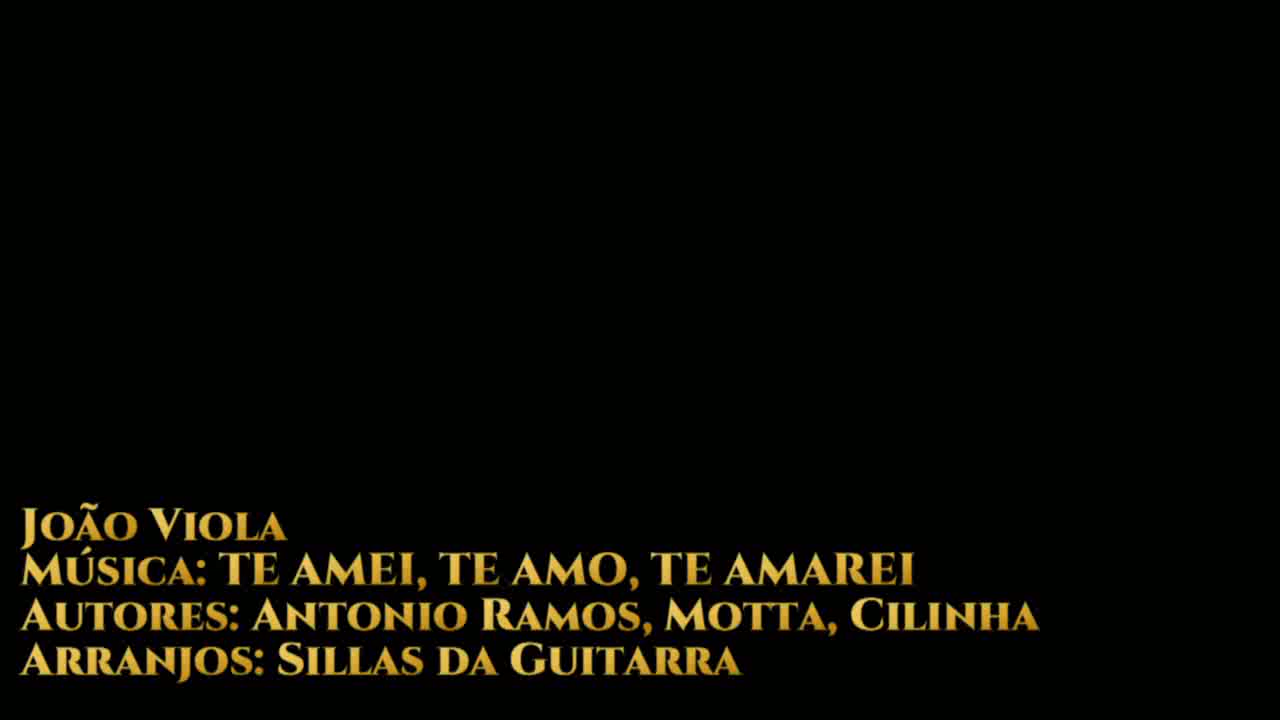 João Viola
Música: TE AMEI, TE AMO, TE AMAREI
Autores: Antonio Ramos, Motta, Cilinha
Arranjos: Sillas da Guitarra